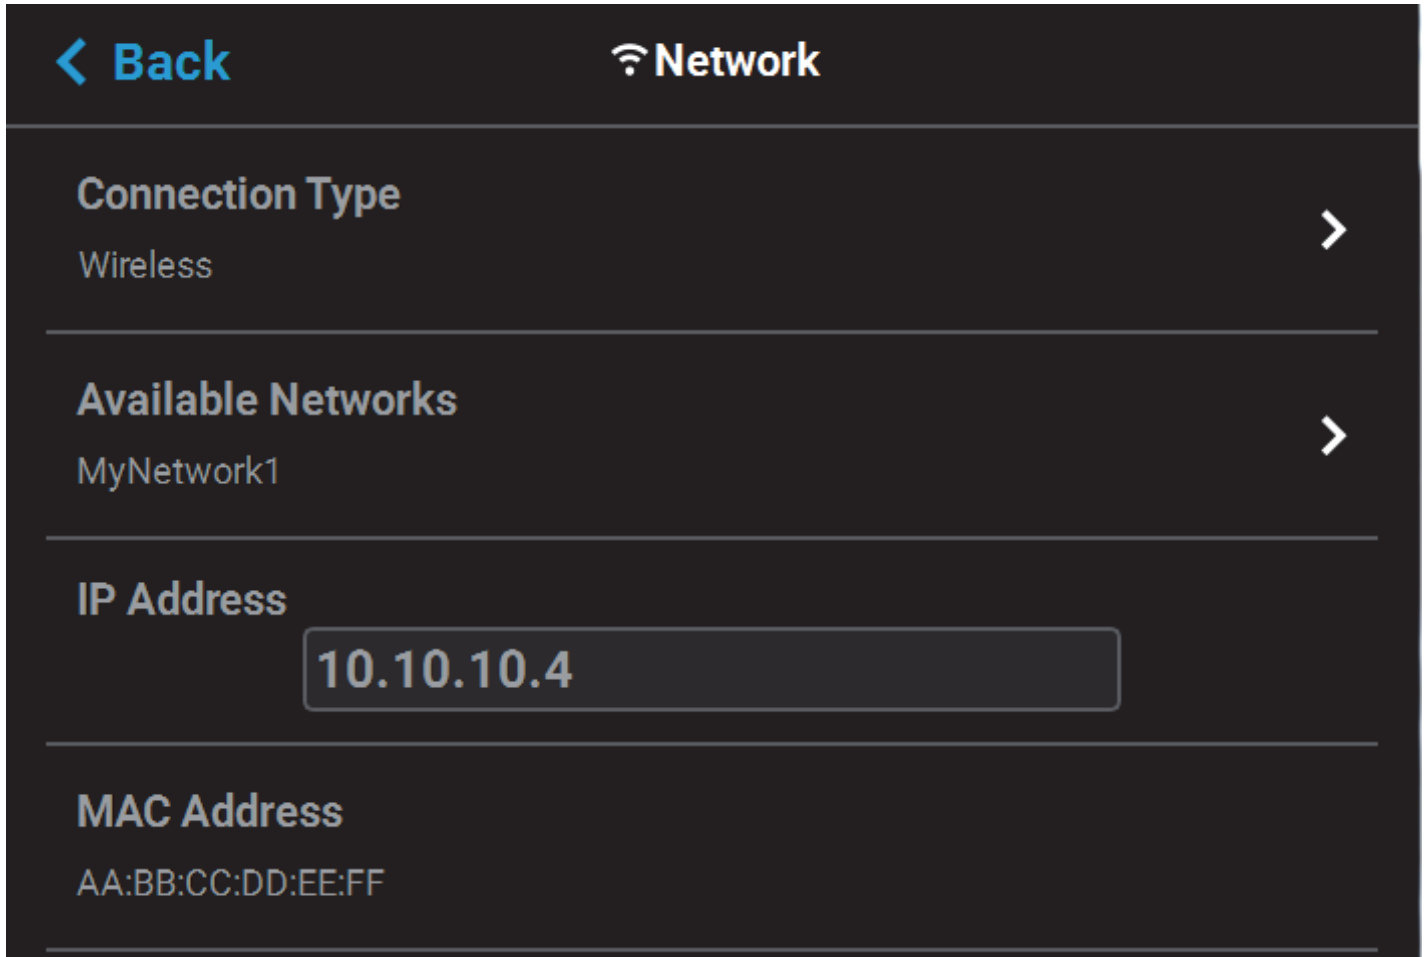 Back
Network
Connection Type
Wireless
Available Networks
MyNetwork1
IP Address
10.10.10.4
MAC Address
AA:BB:CC:DD:EE:FF